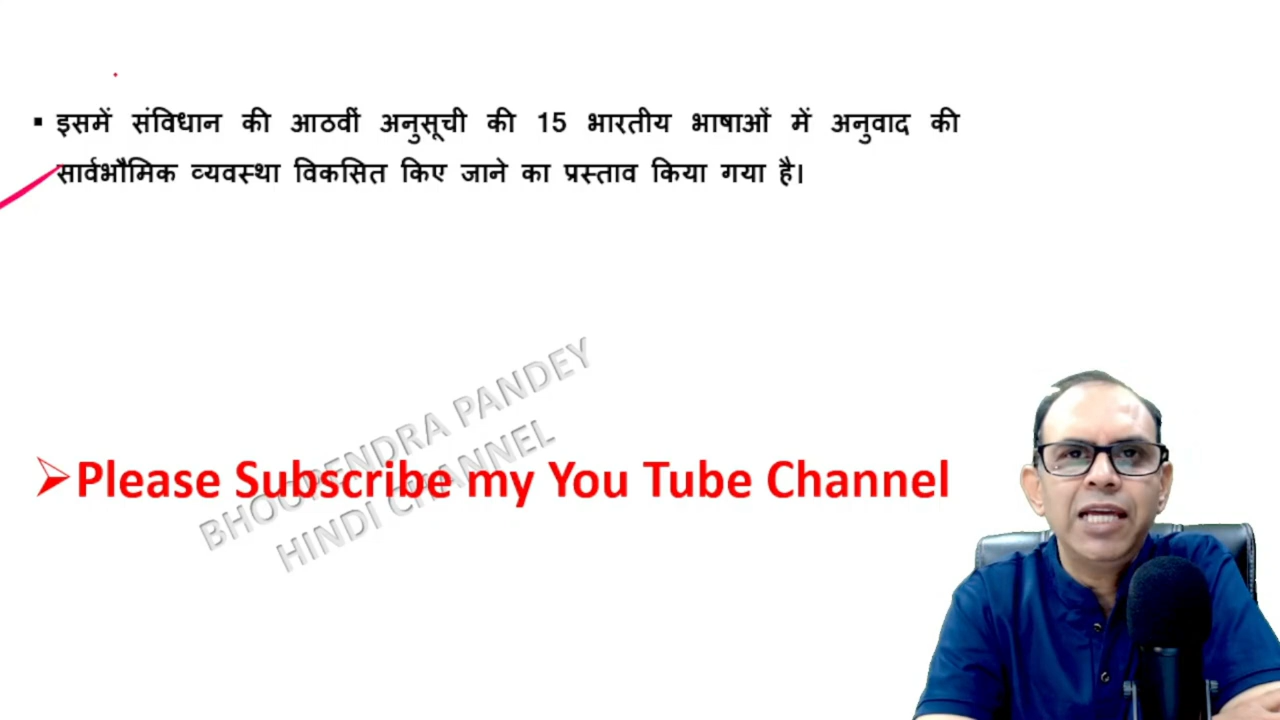 ▪ इसमें संविधान की आठवीं अनुसूची की 15 भारतीय भाषाओं में अनुवाद की
सार्वभौमिक व्यवस्था विकसित किए जाने का प्रस्ताव किया गया है।
BHOOPENDRA PANDEY
HINDI CHANNEL
➢Please Subscribe my You Tube Channel